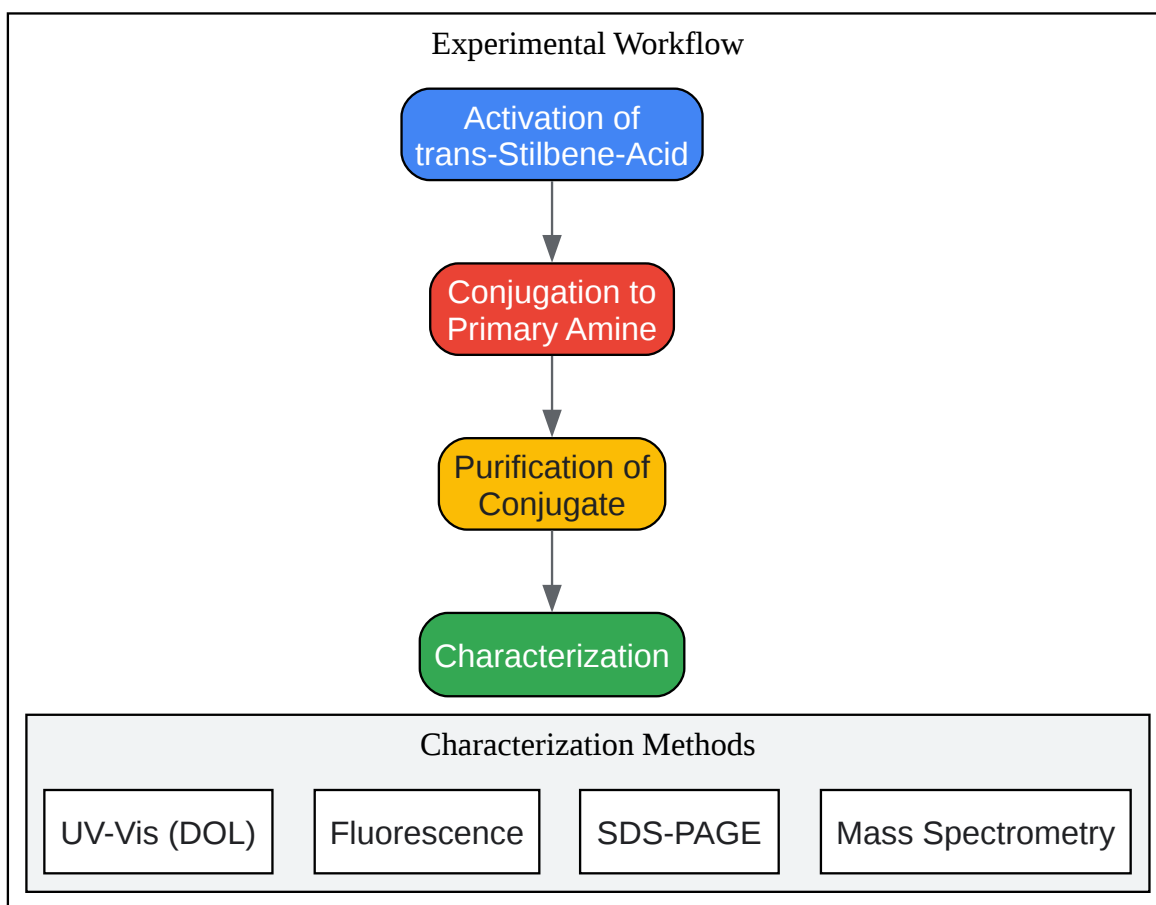 Experimental Workflow
Activation of
trans-Stilbene-Acid
Conjugation to
Primary Amine
Purification of
Conjugate
Characterization
Characterization Methods
UV-Vis (DOL)
Fluorescence
SDS-PAGE
Mass Spectrometry